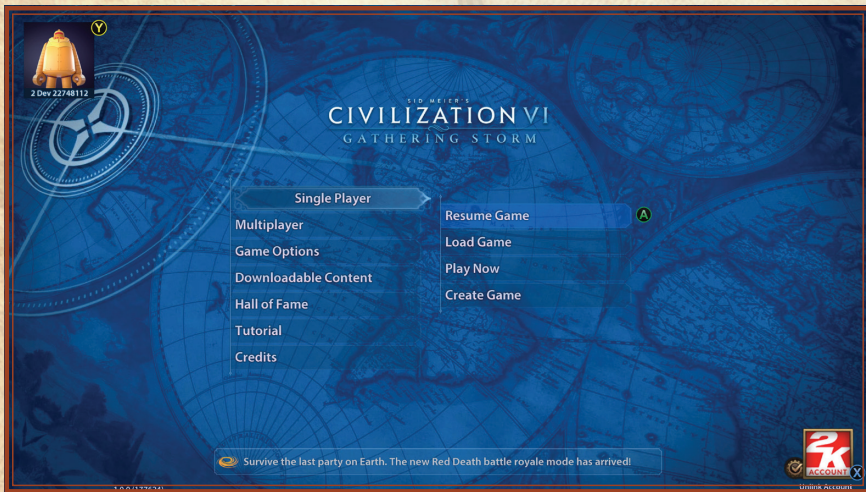 Y
2 Dev 22748112
SID MEIER'S
CIVILIZATION VI
GATHERING STORM
Single Player
Multiplayer
Game Options
Downloadable Content
Hall of Fame
Tutorial
Credits
Resume Game
A
Load Game
Play Now
Create Game
Survive the last party on Earth. The new Red Death battle royale mode has arrived!
2K
ACCOUNT
X
Unlink Account